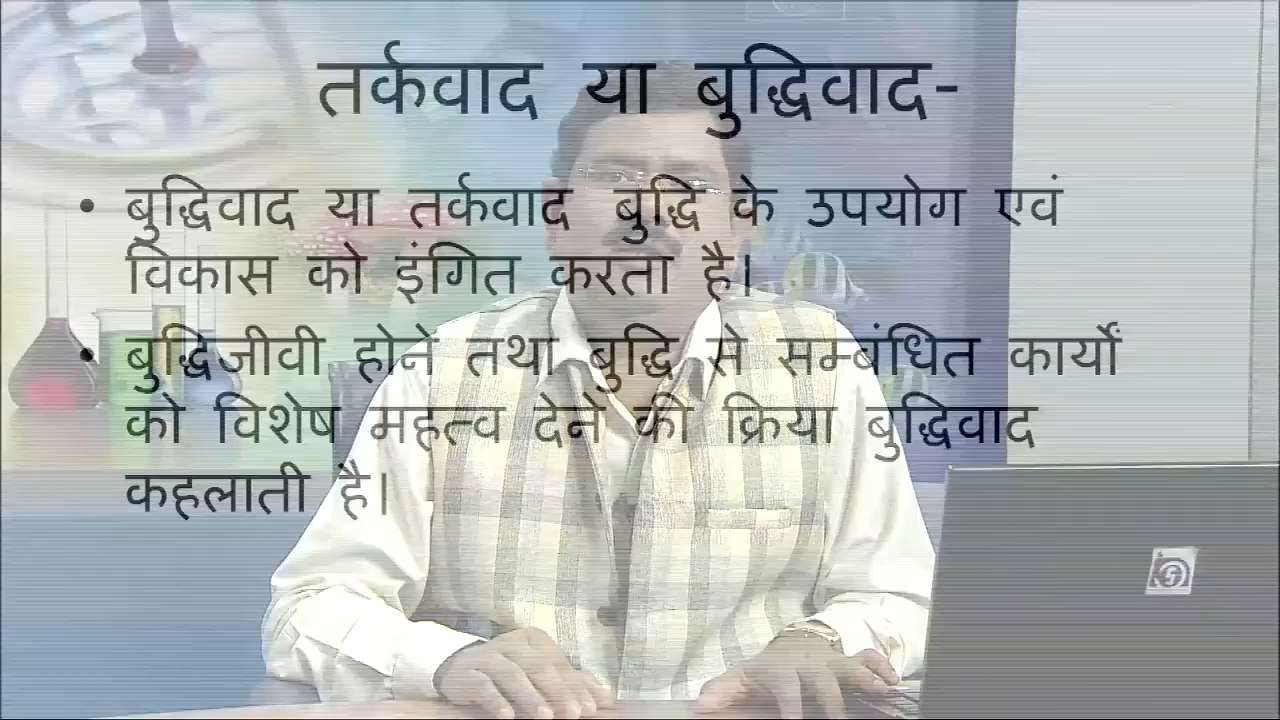 तर्कवाद या बुद्धिवाद-
• बुद्धिवाद या तर्कवाद बुद्धि के उपयोग एवं
विकास को इंगित करता है।
• बुद्धिजीवी होने तथा बुद्धि से सम्बंधित कार्यों
को विशेष महत्व देने की क्रिया बुद्धिवाद
कहलाती है।